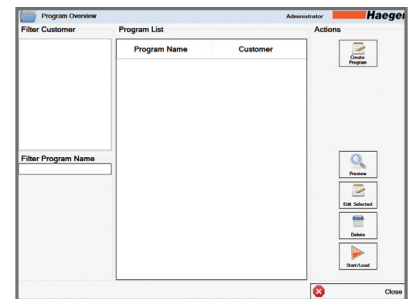 Program Overview
Administrator
Haeger
Filter Customer
Program List
Actions
Program Name
Customer
Create
Program
Filter Program Name
Preview
Edit Selected
Delete
Start/Load
Close